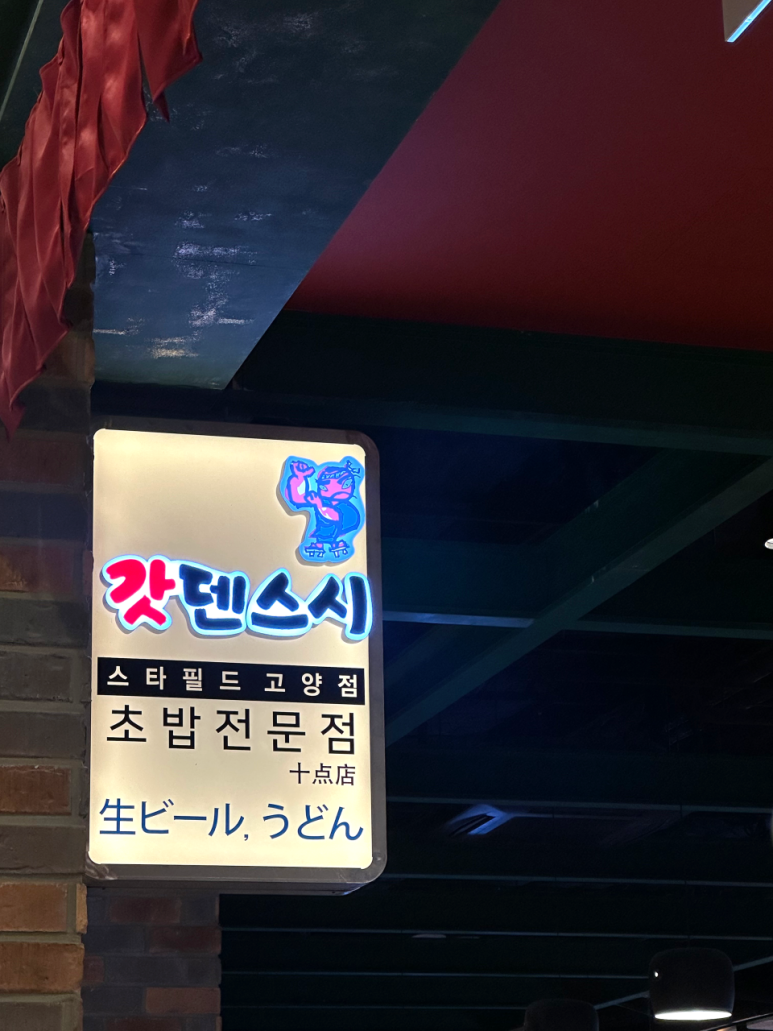 갓덴스시
스타필드 고양점
초밥전문점
十点店
生ビール, うどん